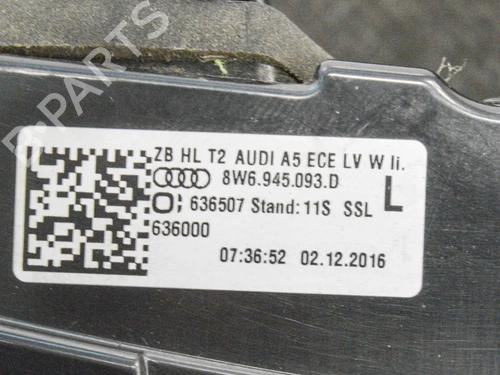 B-PARTS
ZB HL T2 AUDI A5 ECE LV W li.
8W6.945.093.D
L
636507 Stand: 11S SSL
636000
07:36:52 02.12.2016